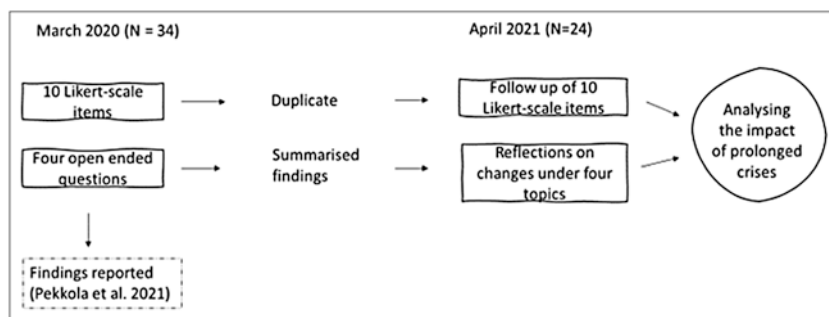 March 2020 (N = 34)
April 2021 (N=24)
10 Likert-scale
items
Duplicate
Follow up of 10
Likert-scale items
Four open ended
questions
Summarised
findings
Reflections on
changes under four
topics
Analysing
the impact
of prolonged
crises
Findings reported
(Pekkola et al. 2021)